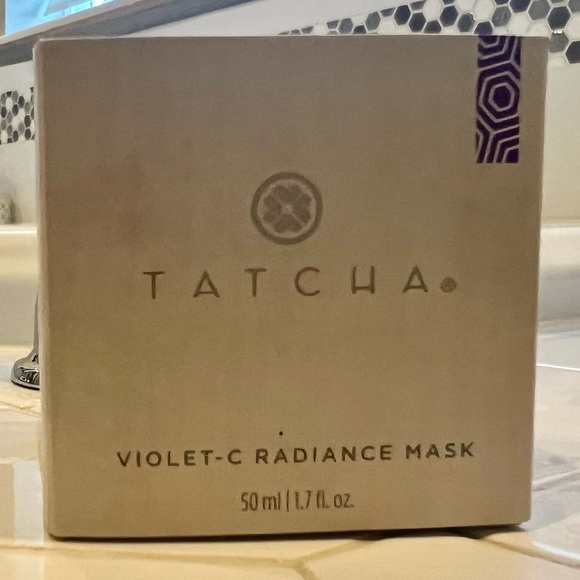 TATCHA®
VIOLET-C RADIANCE MASK
50 ml | 1.7 fl. oz.